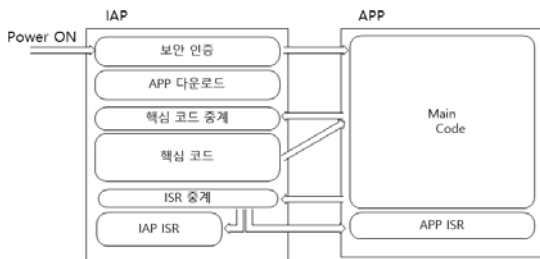 IAP
APP
Power ON
보안 인증
APP 다운로드
핵심 코드 중계
Main
Code
핵심 코드
ISR 중계
IAP ISR
APP ISR